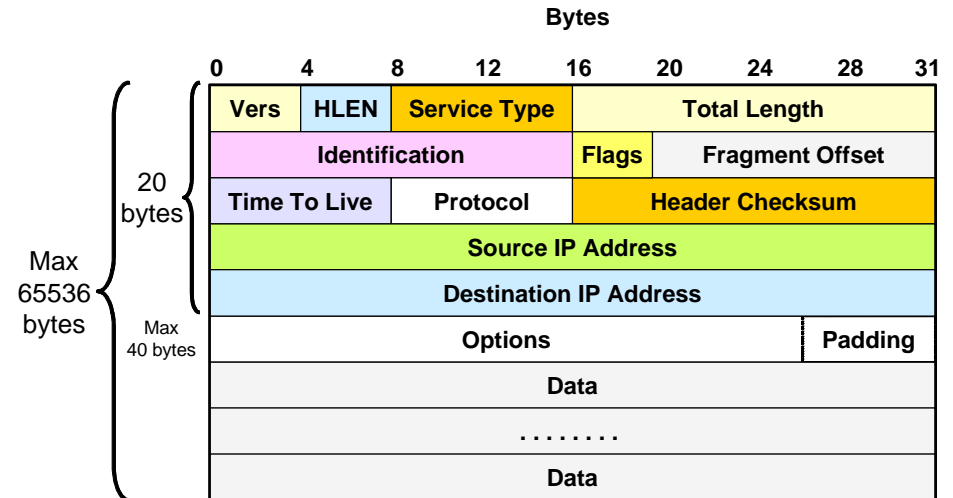 Bytes
0 4 8 12 16 20 24 28 31
Vers HLEN Service Type Total Length
Identification Flags Fragment Offset
20
bytes
Time To Live Protocol Header Checksum
Source IP Address
Max
65536
bytes
Destination IP Address
Max
40 bytes
Options Padding
Data
. . . . . . . .
Data